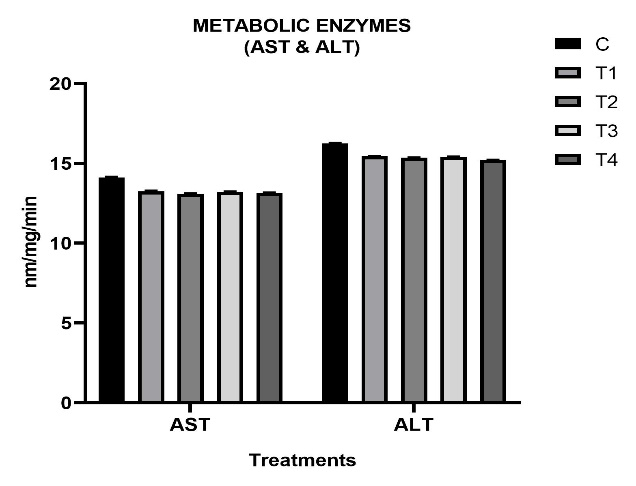 METABOLIC ENZYMES
(AST & ALT)
C
T1
T2
T3
T4
20
15
10
5
0
nm/mg/min
AST
ALT
Treatments